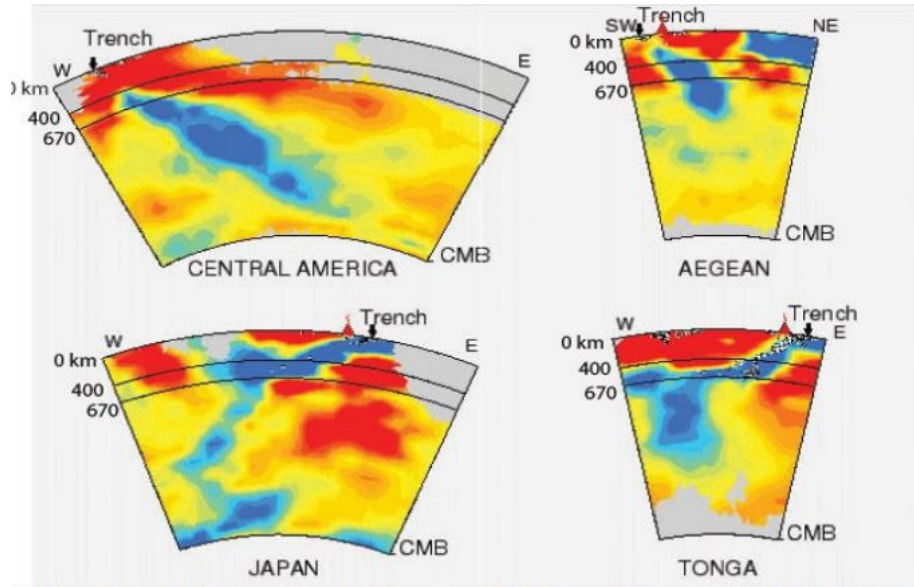 Trench
W
E
0 km
400
670
CMB
CENTRAL AMERICA
SW
Trench
NE
0 km
400
670
CMB
AEGEAN
W
Trench
E
0 km
400
670
CMB
JAPAN
W
Trench
E
0 km
400
670
CMB
TONGA